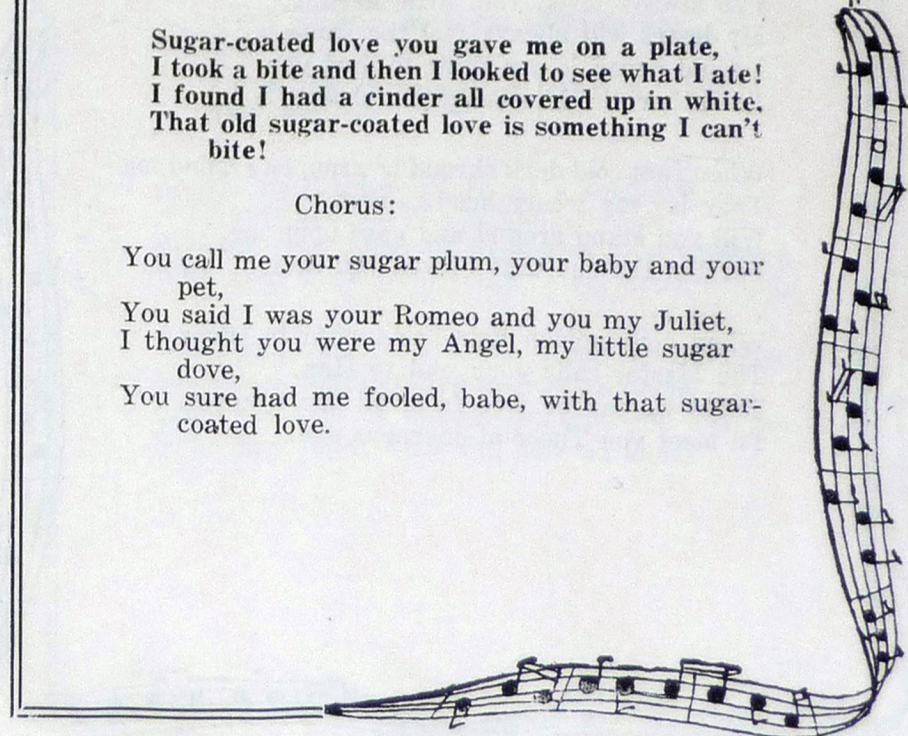 Sugar-coated love you gave me on a plate,
I took a bite and then I looked to see what I ate!
I found I had a cinder all covered up in white.
That old sugar-coated love is something I can't
bite!
Chorus:
You call me your sugar plum, your baby and your
pet,
You said I was your Romeo and you my Juliet,
I thought you were my Angel, my little sugar
dove,
You sure had me fooled, babe, with that sugar-
coated love.